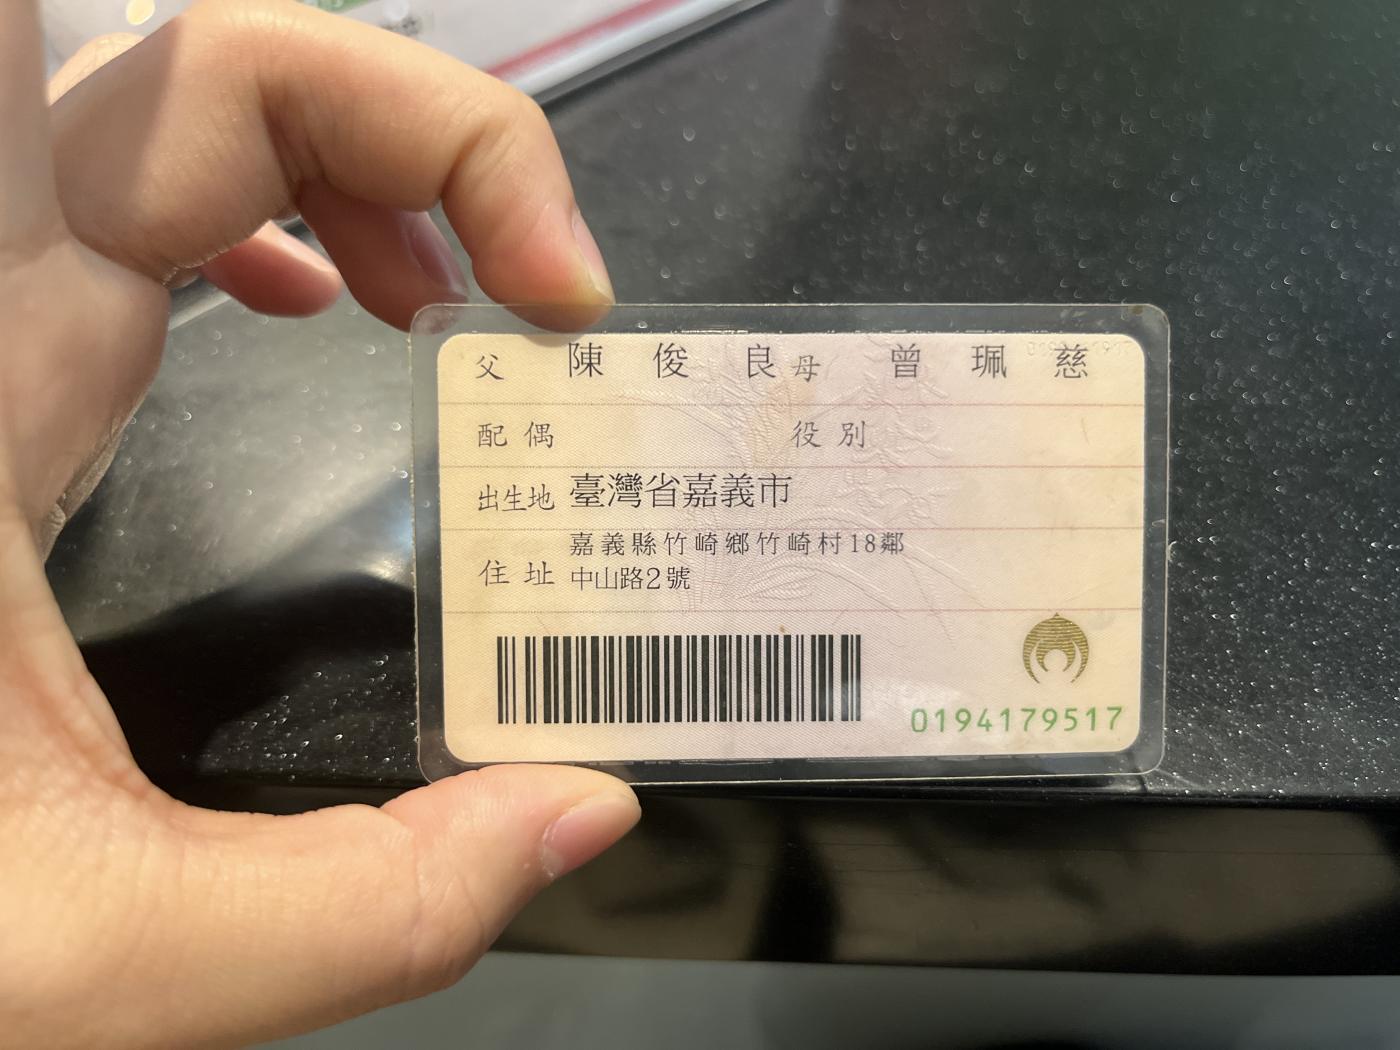 父 陳俊良 母 曾珮慈
配偶 役別
出生地 臺灣省嘉義市
住址 嘉義縣竹崎鄉竹崎村18鄰
中山路2號
0194179517